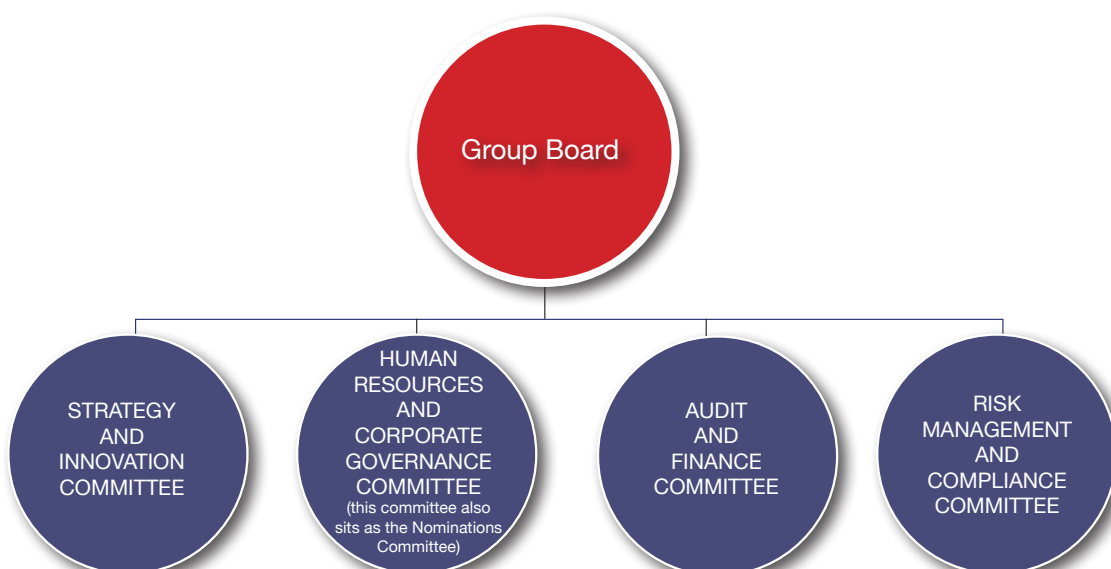 Group Board
STRATEGY
AND
INNOVATION
COMMITTEE
HUMAN
RESOURCES
AND
CORPORATE
GOVERNANCE
COMMITTEE
(this committee also
sits as the Nominations
Committee)
AUDIT
AND
FINANCE
COMMITTEE
RISK
MANAGEMENT
AND
COMPLIANCE
COMMITTEE